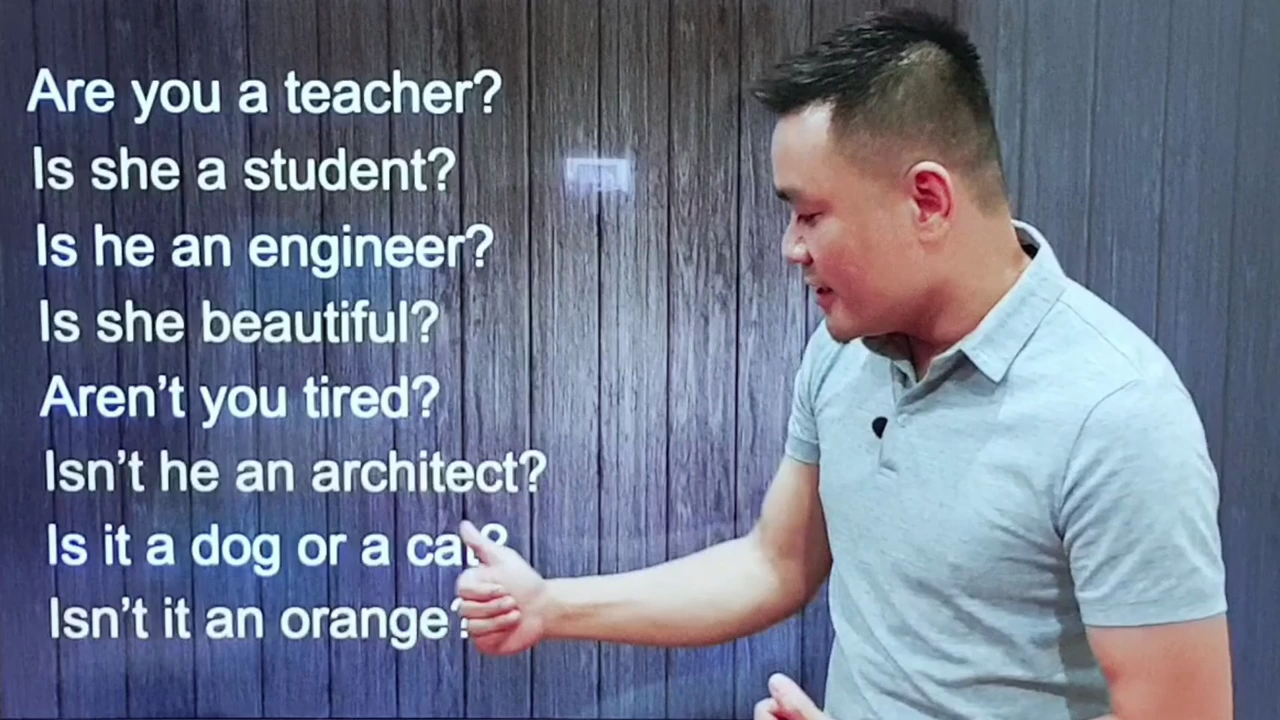 Are you a teacher?
Is she a student?
Is he an engineer?
Is she beautiful?
Aren’t you tired?
Isn’t he an architect?
Is it a dog or a cat?
Isn’t it an orange?